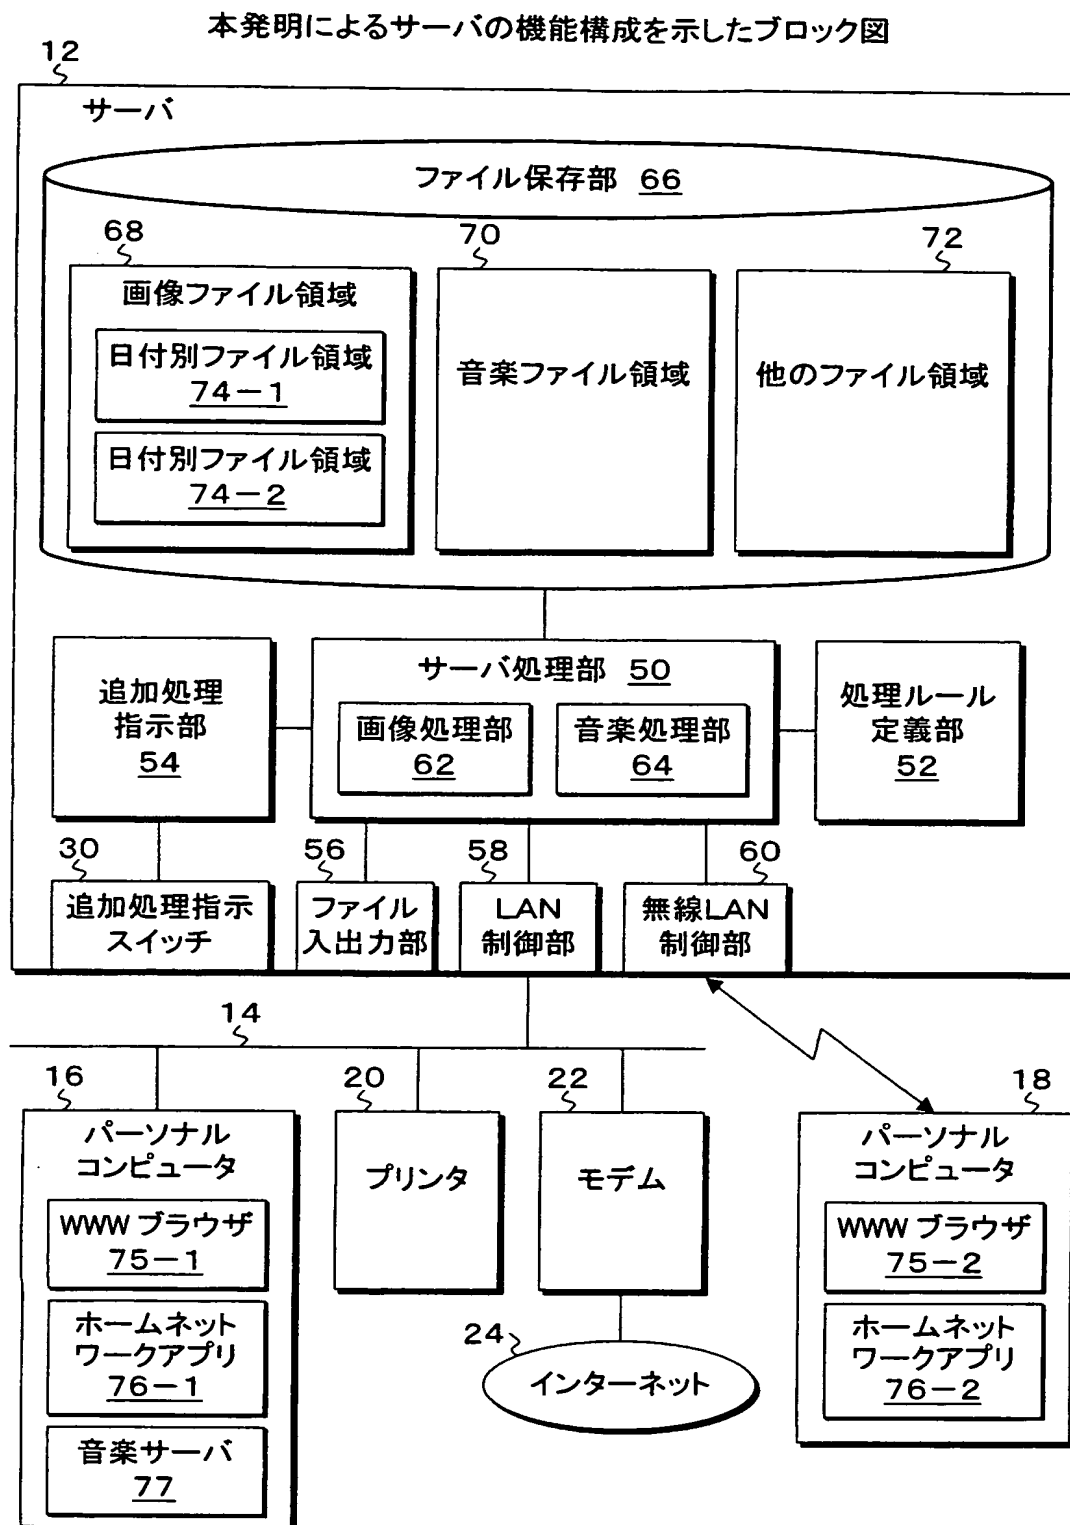 本発明によるサーバの機能構成を示したブロック図
12
サーバ
ファイル保存部 66
68
画像ファイル領域
日付別ファイル領域
74-1
日付別ファイル領域
74-2
70
音楽ファイル領域
72
他のファイル領域
追加処理
指示部
54
サーバ処理部 50
画像処理部
62
音楽処理部
64
処理ルール
定義部
52
30
追加処理指示
スイッチ
56
ファイル
入出力部
58
LAN
制御部
60
無線LAN
制御部
14
16
パーソナル
コンピュータ
WWW ブラウザ
75-1
ホームネット
ワークアプリ
76-1
音楽サーバ
77
20
プリンタ
22
モデム
24
インターネット
18
パーソナル
コンピュータ
WWW ブラウザ
75-2
ホームネット
ワークアプリ
76-2